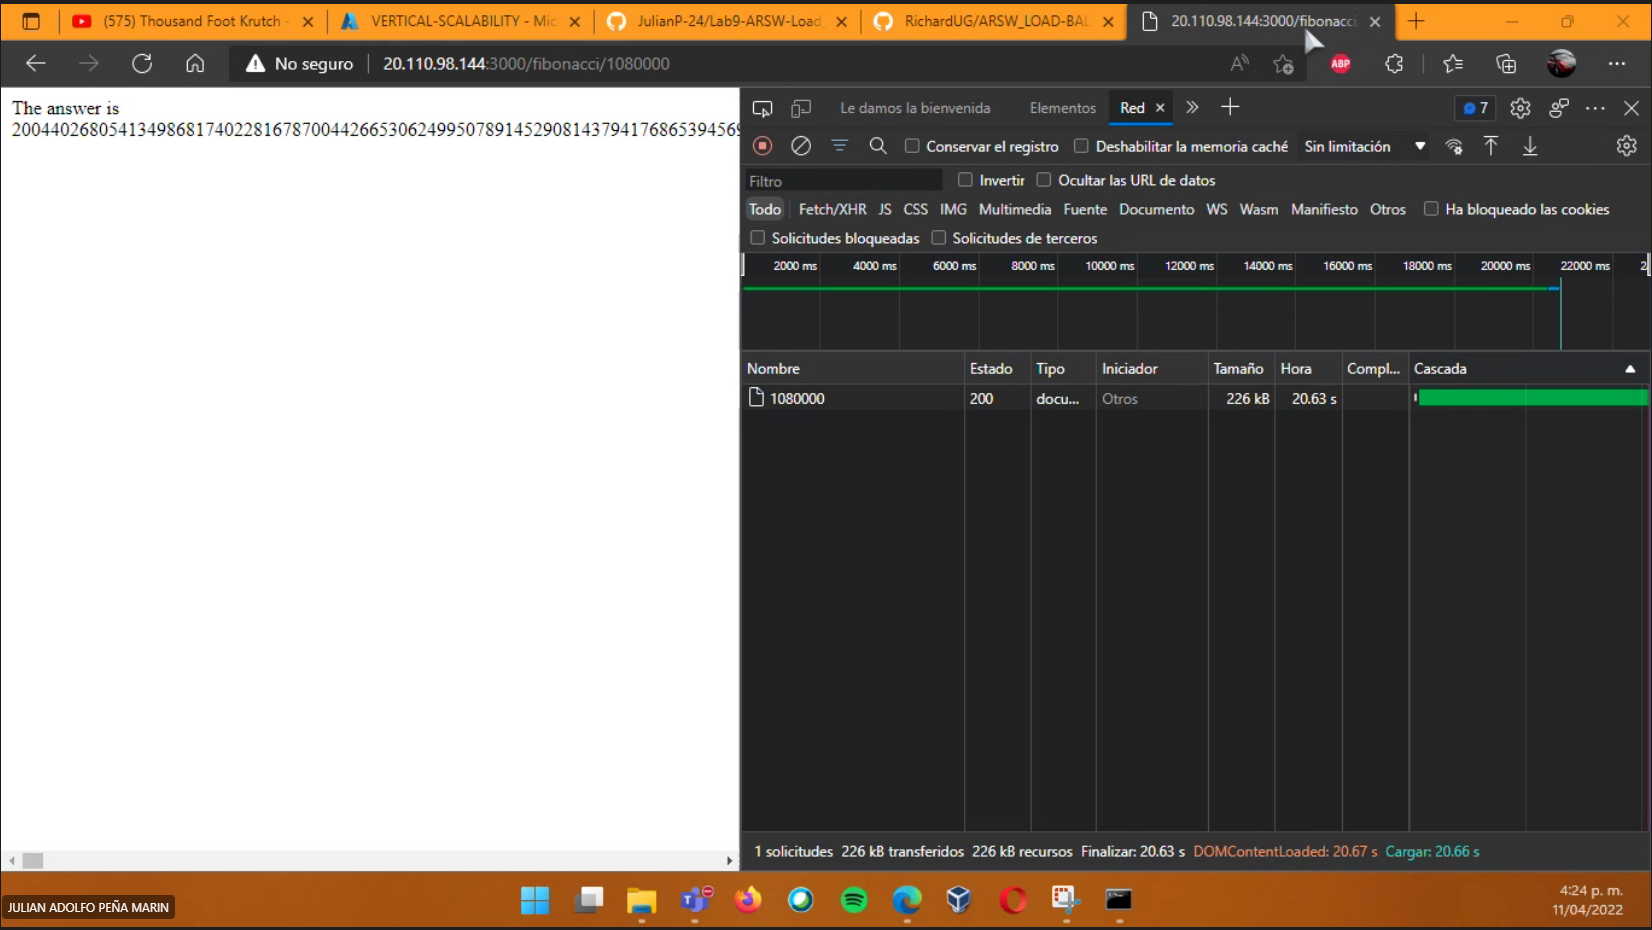 (575) Thousand Foot Krutch -
VERTICAL-SCALABILITY - Mic
JulianP-24/Lab9-ARSW-Load
RichardUG/ARSW_LOAD-BAL
20.110.98.144:3000/fibonacci
No seguro
20.110.98.144:3000/fibonacci/1080000
ABP
The answer is
Le damos la bienvenida
Elementos
Red
7
Conservar el registro
Deshabilitar la memoria caché
Sin limitación
Filtro
Invertir
Ocultar las URL de datos
Todo Fetch/XHR JS CSS IMG Multimedia Fuente Documento WS Wasm Manifiesto Otros Ha bloqueado las cookies
Solicitudes bloqueadas Solicitudes de terceros
2000 ms 4000 ms 6000 ms 8000 ms 10000 ms 12000 ms 14000 ms 16000 ms 18000 ms 20000 ms 22000 ms 2
Nombre Estado Tipo Iniciador Tamaño Hora Compl... Cascada
1080000 200 docu... Otros 226 kB 20.63 s
1 solicitudes 226 kB transferidos 226 kB recursos Finalizar: 20.63 s DOMContentLoaded: 20.67 s Cargar: 20.66 s
JULIAN ADOLFO PEÑA MARIN
4:24 p. m.
11/04/2022